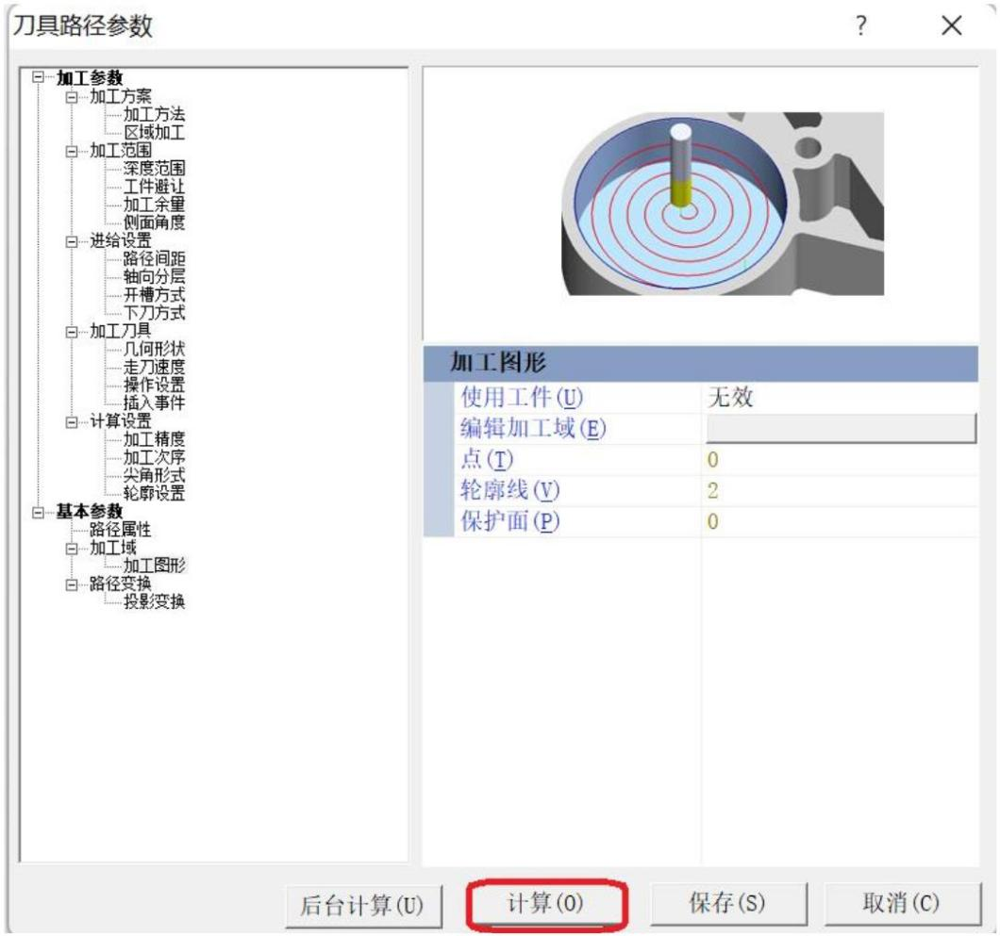 刀具路径参数
加工参数
加工方案
加工方法
区域加工
加工范围
深度范围
工件避让
加工余量
侧面角度
进给设置
路径间距
轴向分层
开槽方式
下刀方式
加工刀具
几何形状
走刀速度
操作设置
插入事件
计算设置
加工精度
加工次序
尖角形式
轮廓设置
基本参数
路径属性
加工域
加工图形
路径变换
投影变换
加工图形
使用工件(U) 无效
编辑加工域(E)
点(T) 0
轮廓线(V) 2
保护面(P) 0
后台计算(U) 计算(O) 保存(S) 取消(C)